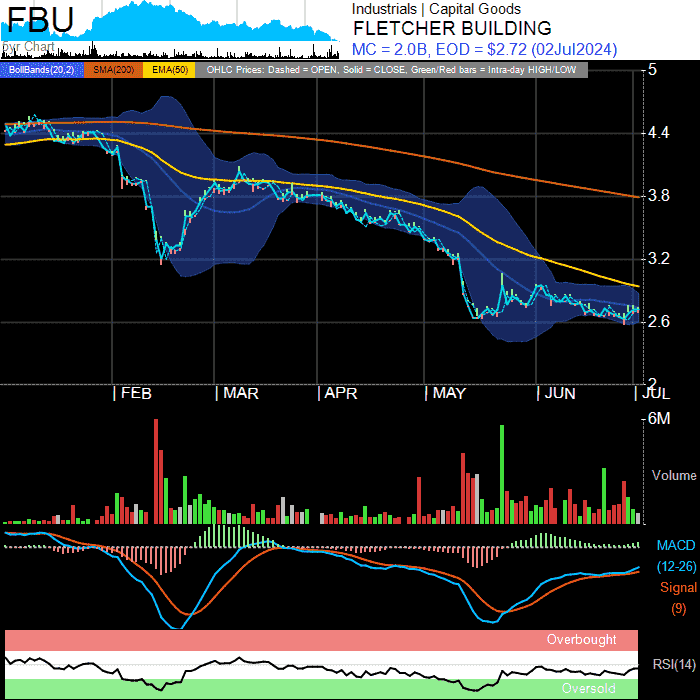 FBU
5yr Chart
Industrials | Capital Goods
FLETCHER BUILDING
MC = 2.0B, EOD = $2.72 (02Jul2024)
BollBands(20,2) SMA(200) EMA(50) OHLC Prices: Dashed = OPEN, Solid = CLOSE, Green/Red bars = Intra-day HIGH/LOW
5
4.4
3.8
3.2
2.6
2
| FEB | MAR | APR | MAY | JUN | JUL
6M
Volume
MACD
(12-26)
Signal
(9)
Overbought
RSI(14)
Oversold